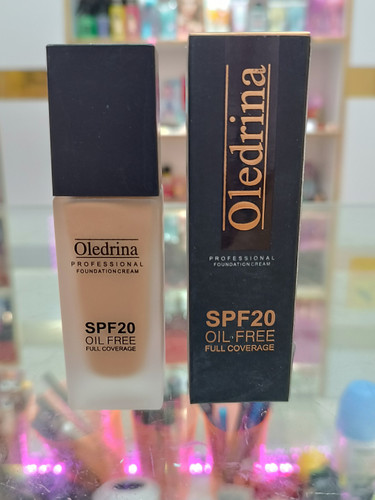 Oledrina
PROFESSIONAL
FOUNDATION CREAM
SPF20
OIL FREE
FULL COVERAGE
Oledrina
PROFESSIONAL
FOUNDATION CREAM
SPF20
OIL·FREE
FULL COVERAGE